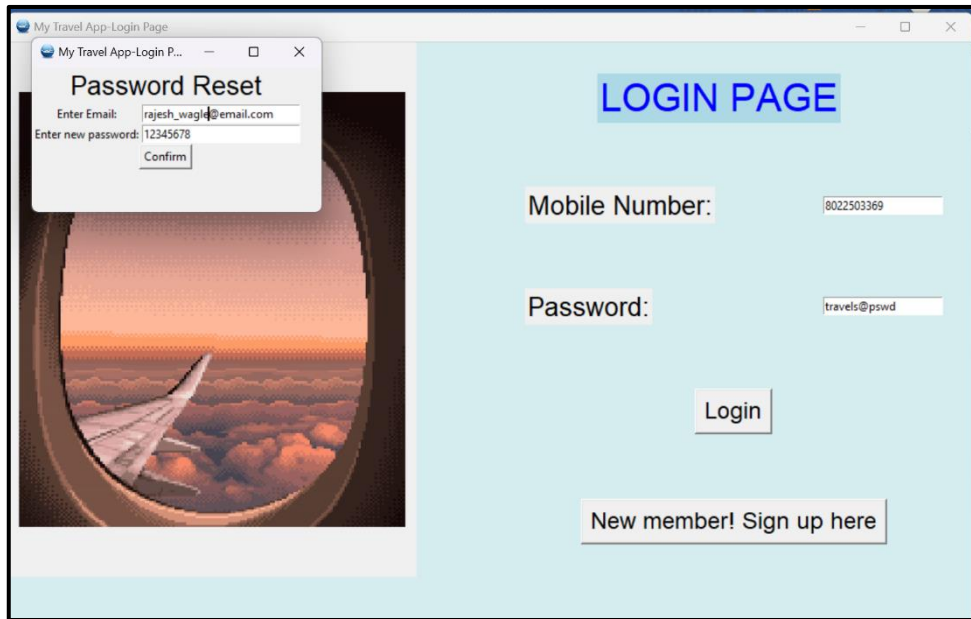 My Travel App-Login Page
My Travel App-Login P...
Password Reset
Enter Email: rajesh_wagle@email.com
Enter new password: 12345678
Confirm
LOGIN PAGE
Mobile Number: 8022503369
Password: travels@pswd
Login
New member! Sign up here